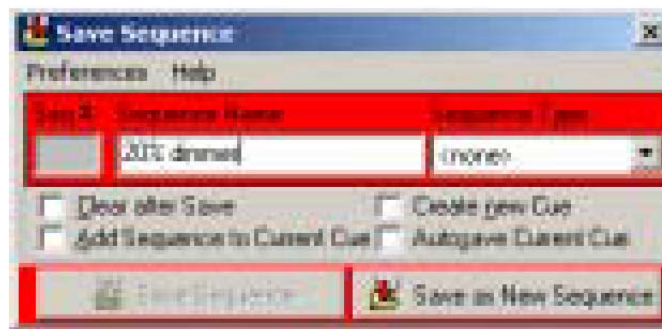 Save Sequence
Preferences Help
Seq # Sequence Name Sequence Type
20% dimmed (none)
Clear after Save Create new Cue
Add Sequence to Current Cue Autosave Current Cue
Save Sequence Save as New Sequence